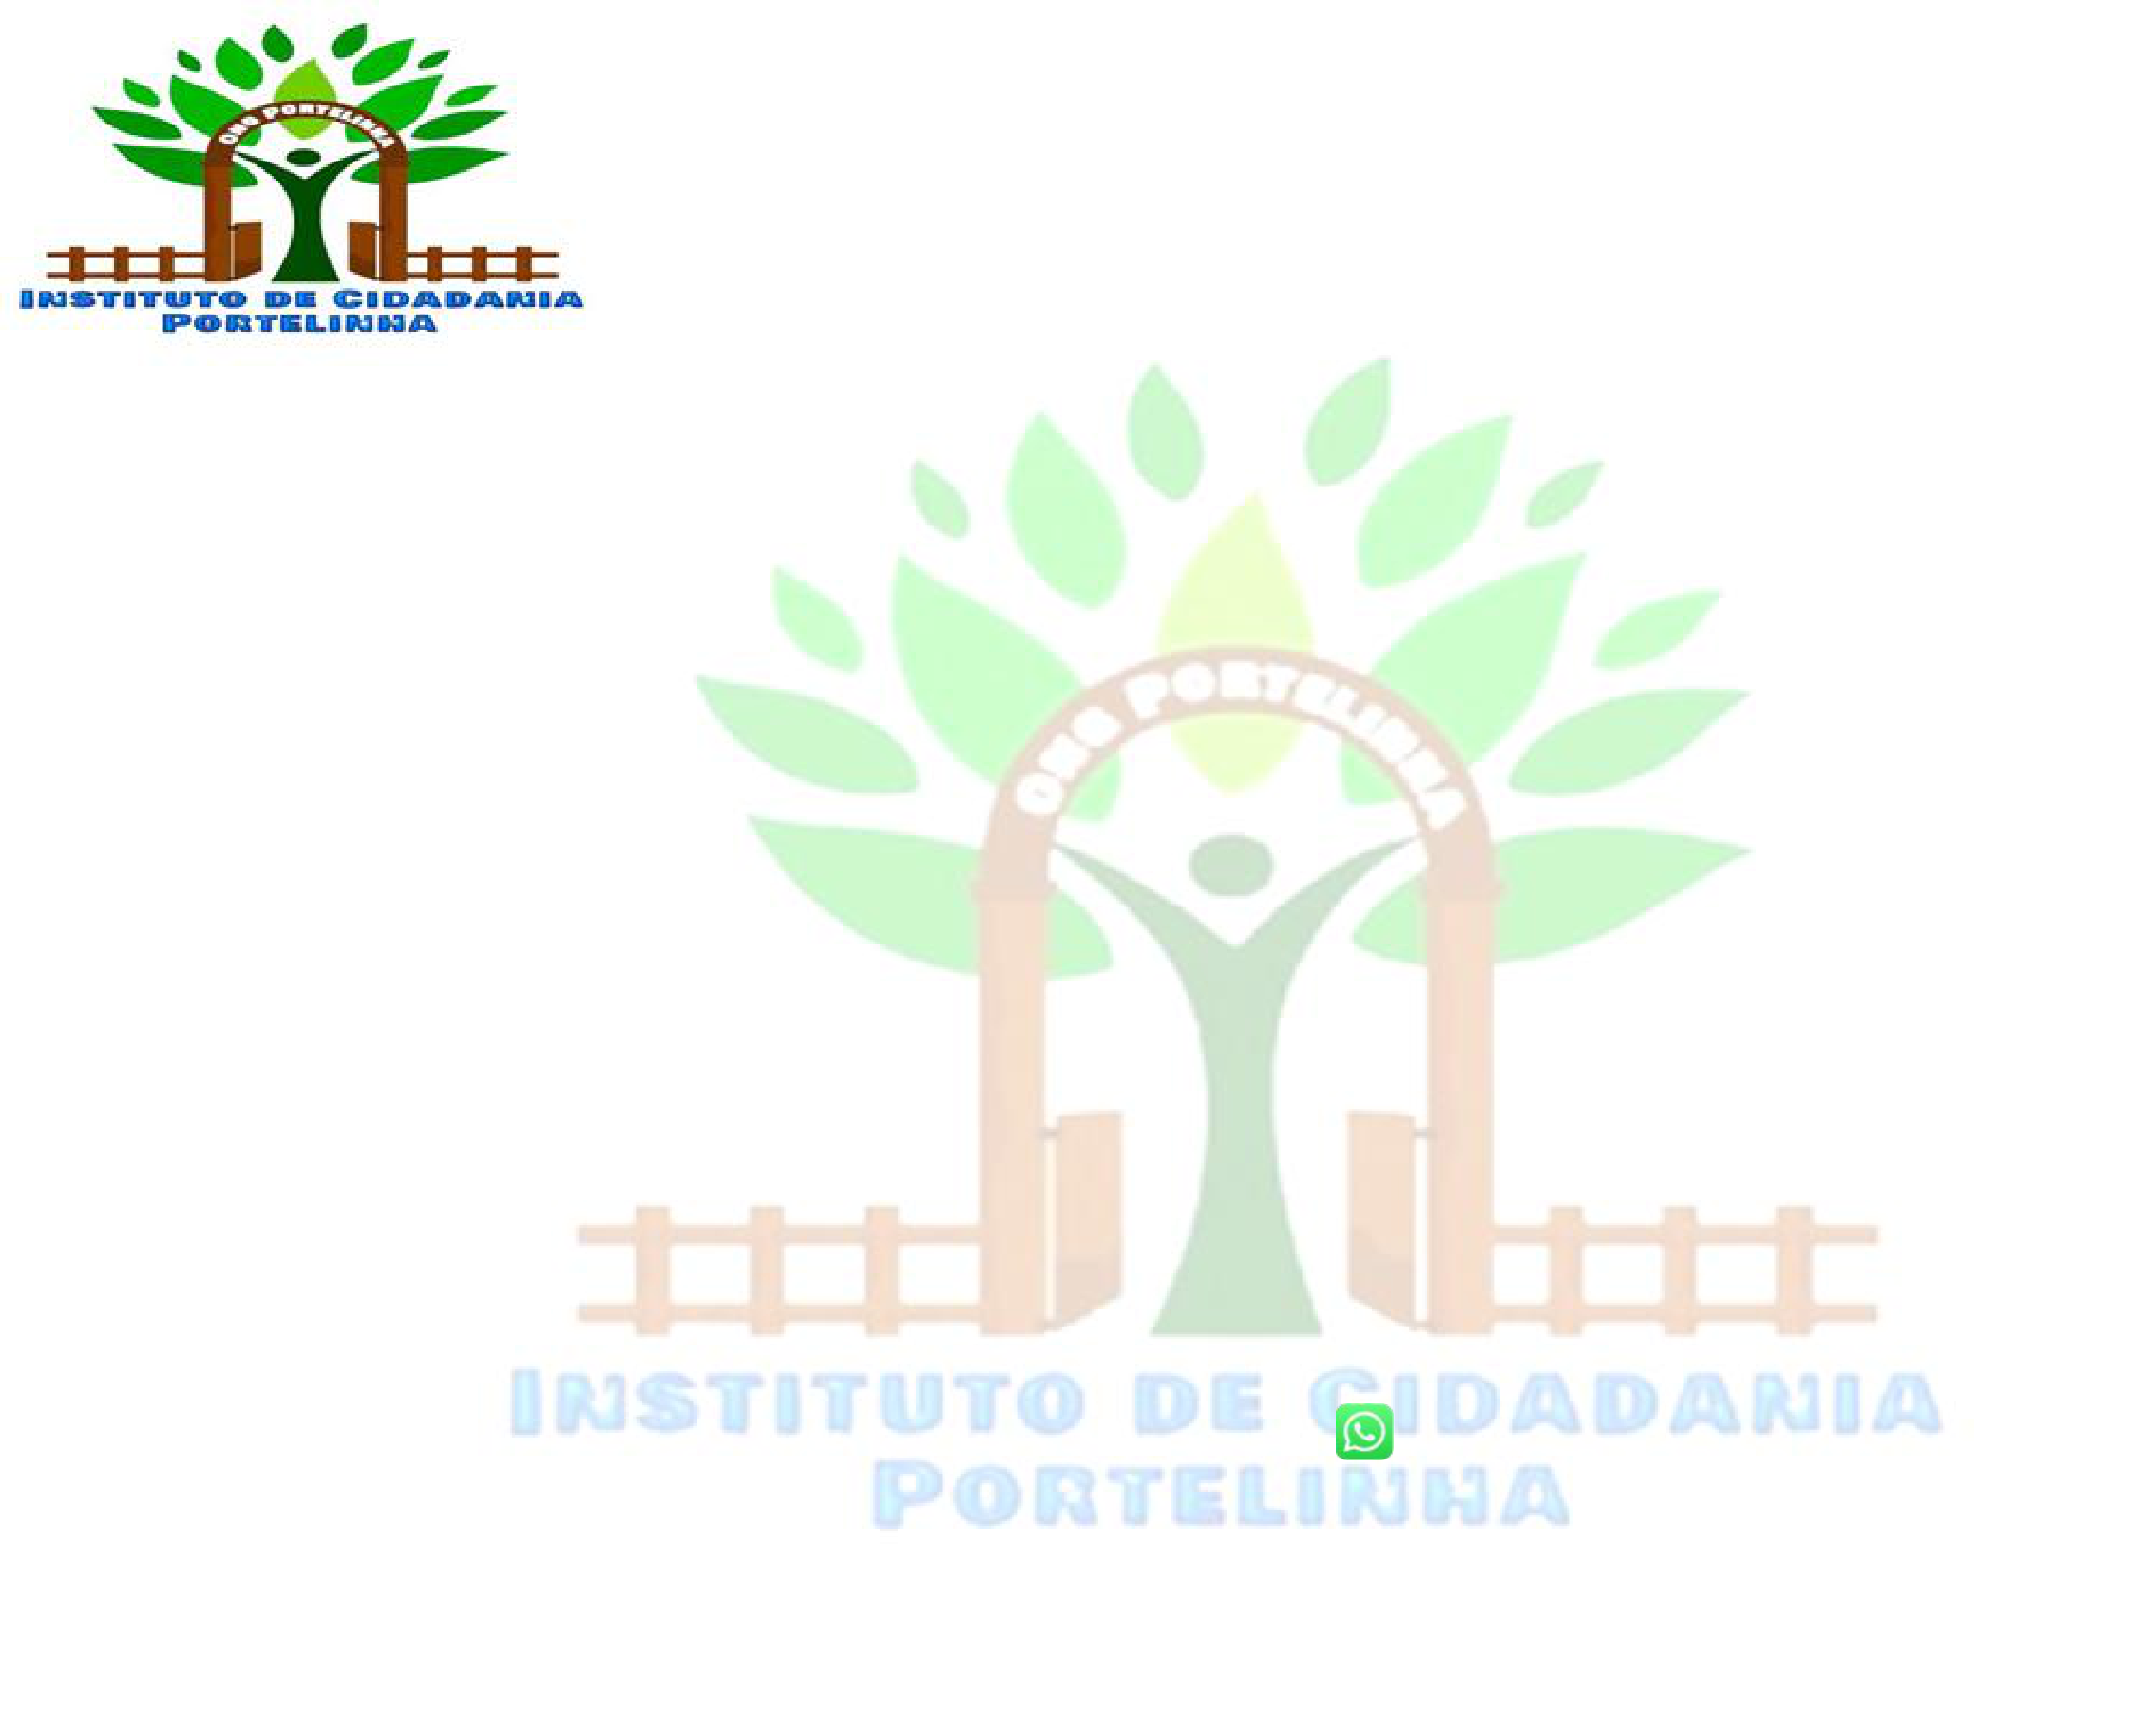 ONG PORTELINHA
INSTITUTO DE CIDADANIA
PORTELINHA
ONG PORTELINHA
INSTITUTO DE CIDADANIA
PORTELINHA